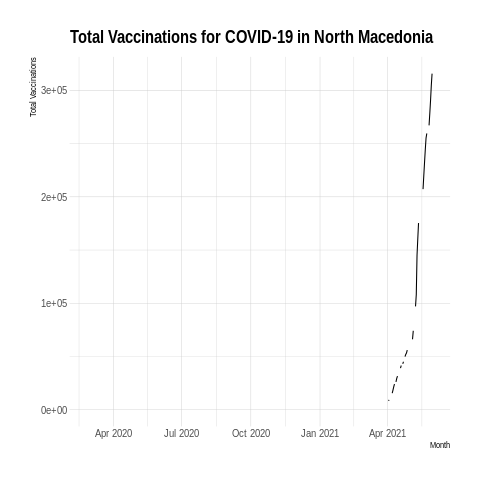 Total Vaccinations for COVID-19 in North Macedonia
Total Vaccinations
3e+05
2e+05
1e+05
0e+00
Apr 2020 Jul 2020 Oct 2020 Jan 2021 Apr 2021
Month